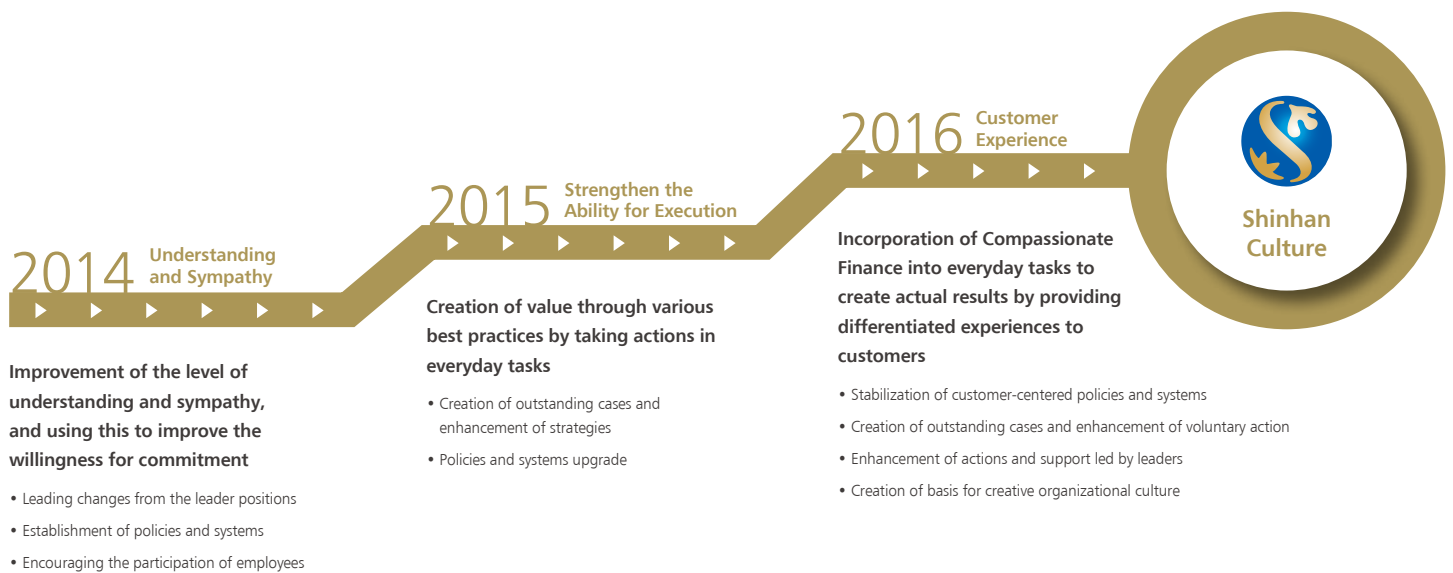 2014
Understanding
and Sympathy
Improvement of the level of
understanding and sympathy,
and using this to improve the
willingness for commitment
• Leading changes from the leader positions
• Establishment of policies and systems
• Encouraging the participation of employees
2015
Strengthen the
Ability for Execution
Creation of value through various
best practices by taking actions in
everyday tasks
• Creation of outstanding cases and
enhancement of strategies
• Policies and systems upgrade
2016
Customer
Experience
Incorporation of Compassionate
Finance into everyday tasks to
create actual results by providing
differentiated experiences to
customers
• Stabilization of customer-centered policies and systems
• Creation of outstanding cases and enhancement of voluntary action
• Enhancement of actions and support led by leaders
• Creation of basis for creative organizational culture
Shinhan
Culture